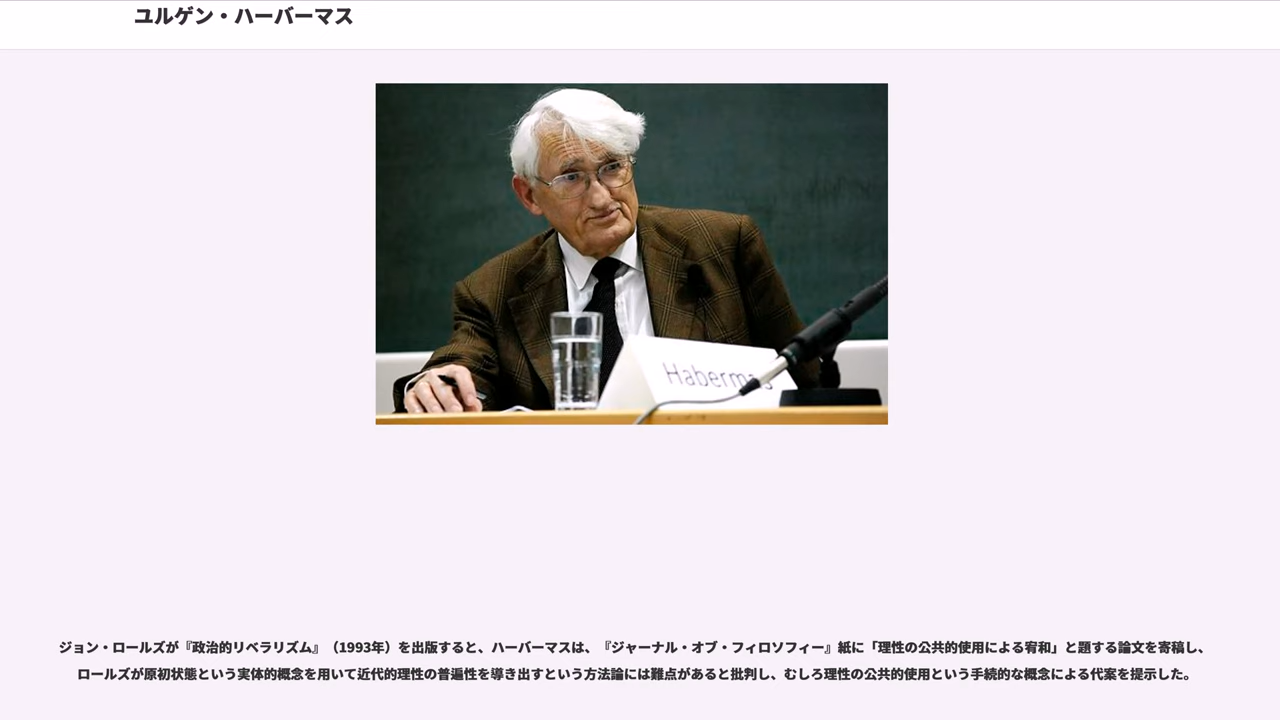 ユルゲン・ハーバーマス
Habermas
ジョン・ロールズが『政治的リベラリズム』（1993年）を出版すると、ハーバーマスは、『ジャーナル・オブ・フィロソフィー』紙に「理性の公共的使用による宥和」と題する論文を寄稿し、
ロールズが原初状態という実体的概念を用いて近代的理性の普遍性を導き出すという方法論には難点があると批判し、むしろ理性の公共的使用という手続的な概念による代案を提示した。